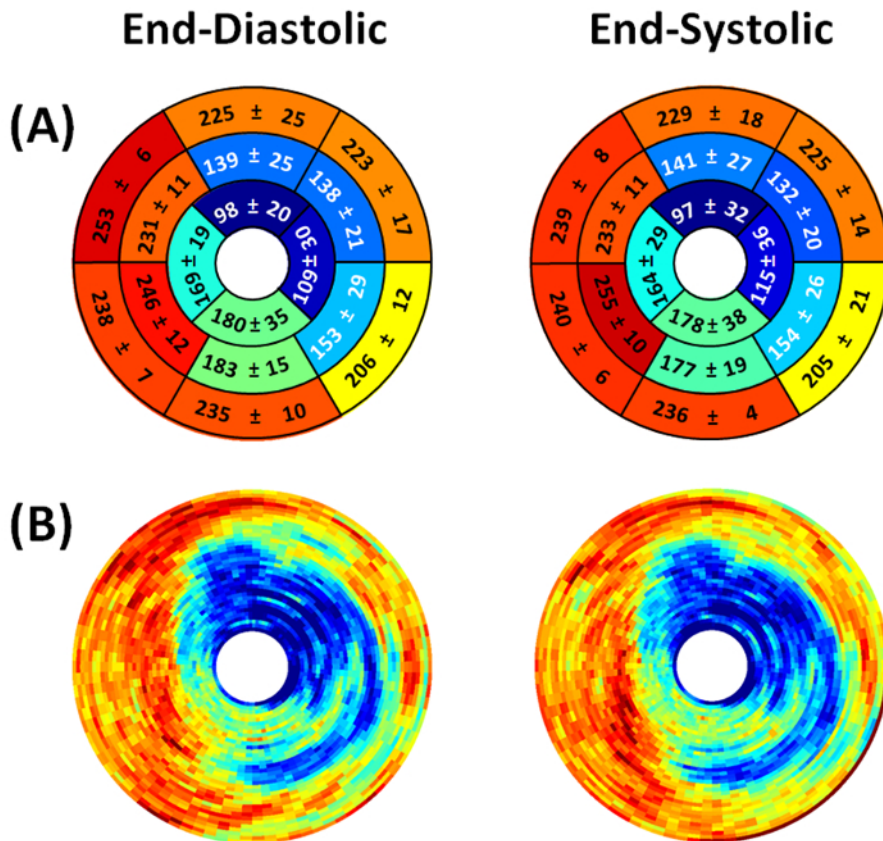 End-Diastolic
End-Systolic
(A)
225 ± 25
223 ± 17
206 ± 12
235 ± 10
238 ± 7
253 ± 6
139 ± 25
138 ± 21
153 ± 29
183 ± 15
246 ± 12
231 ± 11
98 ± 20
109 ± 30
180 ± 35
169 ± 19
229 ± 18
225 ± 14
205 ± 21
236 ± 4
240 ± 6
239 ± 8
141 ± 27
132 ± 20
154 ± 26
177 ± 19
255 ± 10
233 ± 11
97 ± 32
115 ± 36
178 ± 38
164 ± 29
(B)